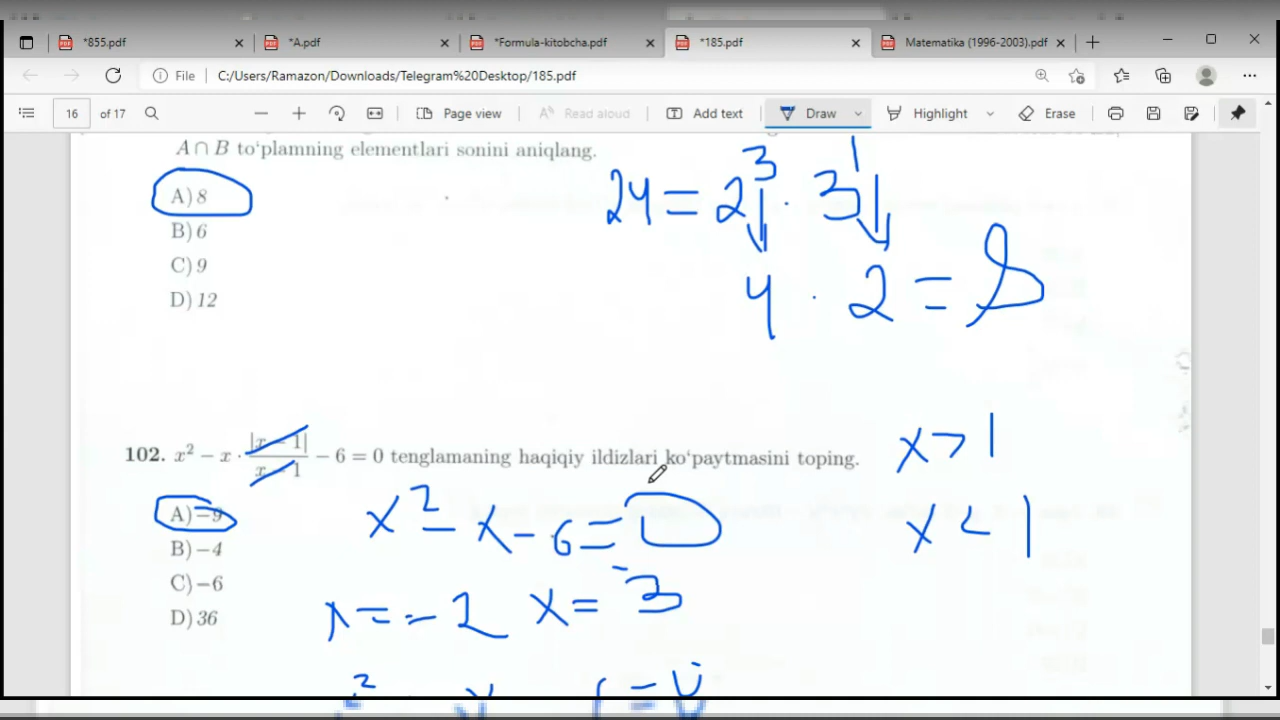 *855.pdf
*A.pdf
*Formula-kitobcha.pdf
*185.pdf
Matematika (1996-2003).pdf
File C:/Users/Ramazon/Downloads/Telegram%20Desktop/185.pdf
16 of 17
Page view
Read aloud
Add text
Draw
Highlight
Erase
A ∩ B to‘plamning elementlari sonini aniqlang.
A) 8
B) 6
C) 9
D) 12
24 = 2³ · 3¹
4 · 2 = 8
102. x² − x · |x − 1| / x − 1 − 6 = 0 tenglamaning haqiqiy ildizlari ko‘paytmasini toping.
A) −9
B) −4
C) −6
D) 36
x > 1
x < 1
x² − x − 6 = 0
x = −2 x = 3